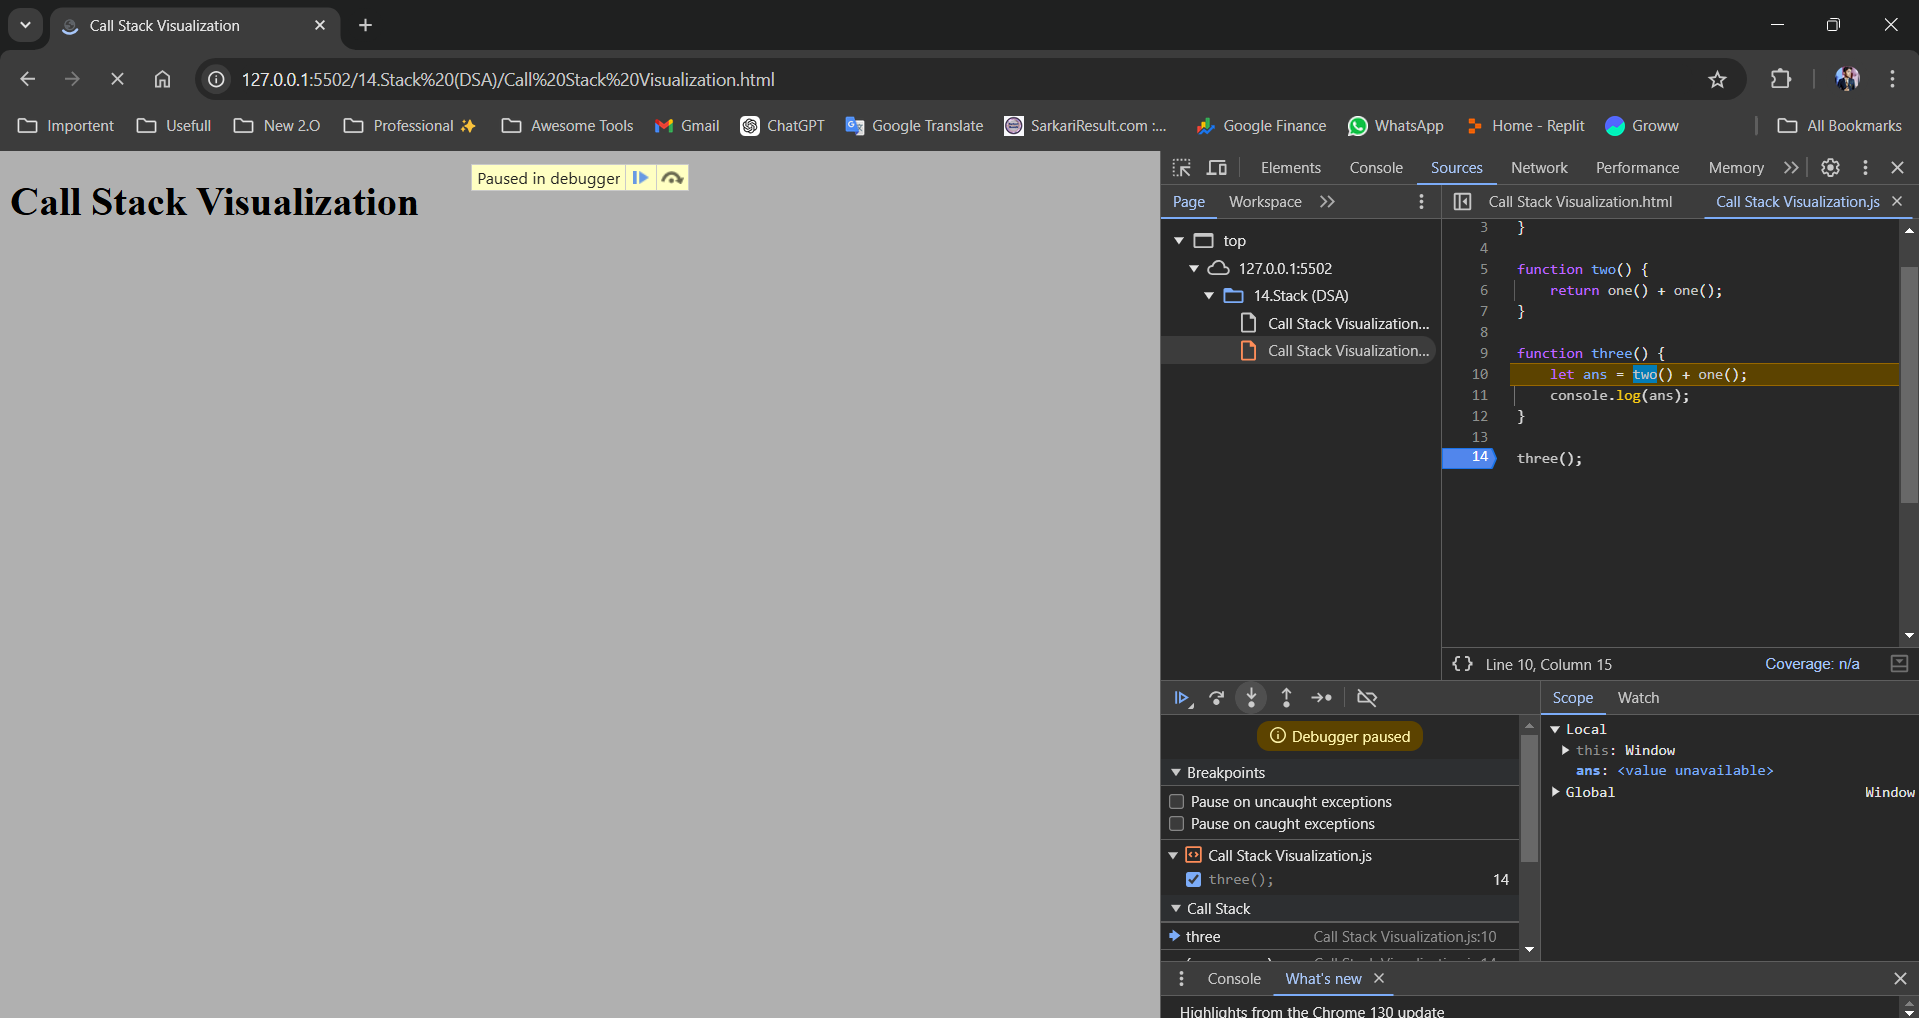 Call Stack Visualization
127.0.0.1:5502/14.Stack%20(DSA)/Call%20Stack%20Visualization.html
Importent Usefull New 2.O Professional ✨ Awesome Tools Gmail ChatGPT Google Translate SarkariResult.com :... Google Finance WhatsApp Home - Replit Groww All Bookmarks
Paused in debugger
Call Stack Visualization
Elements Console Sources Network Performance Memory
Page Workspace
top
127.0.0.1:5502
14.Stack (DSA)
Call Stack Visualization...
Call Stack Visualization...
Call Stack Visualization.html Call Stack Visualization.js
3 }
4
5 function two() {
6 return one() + one();
7 }
8
9 function three() {
10 let ans = two() + one();
11 console.log(ans);
12 }
13
14 three();
{} Line 10, Column 15 Coverage: n/a
Debugger paused
Breakpoints
Pause on uncaught exceptions
Pause on caught exceptions
Call Stack Visualization.js
three(); 14
Call Stack
three Call Stack Visualization.js:10
Scope Watch
Local
this: Window
ans: <value unavailable>
Global Window
Console What's new
Highlights from the Chrome 130 update